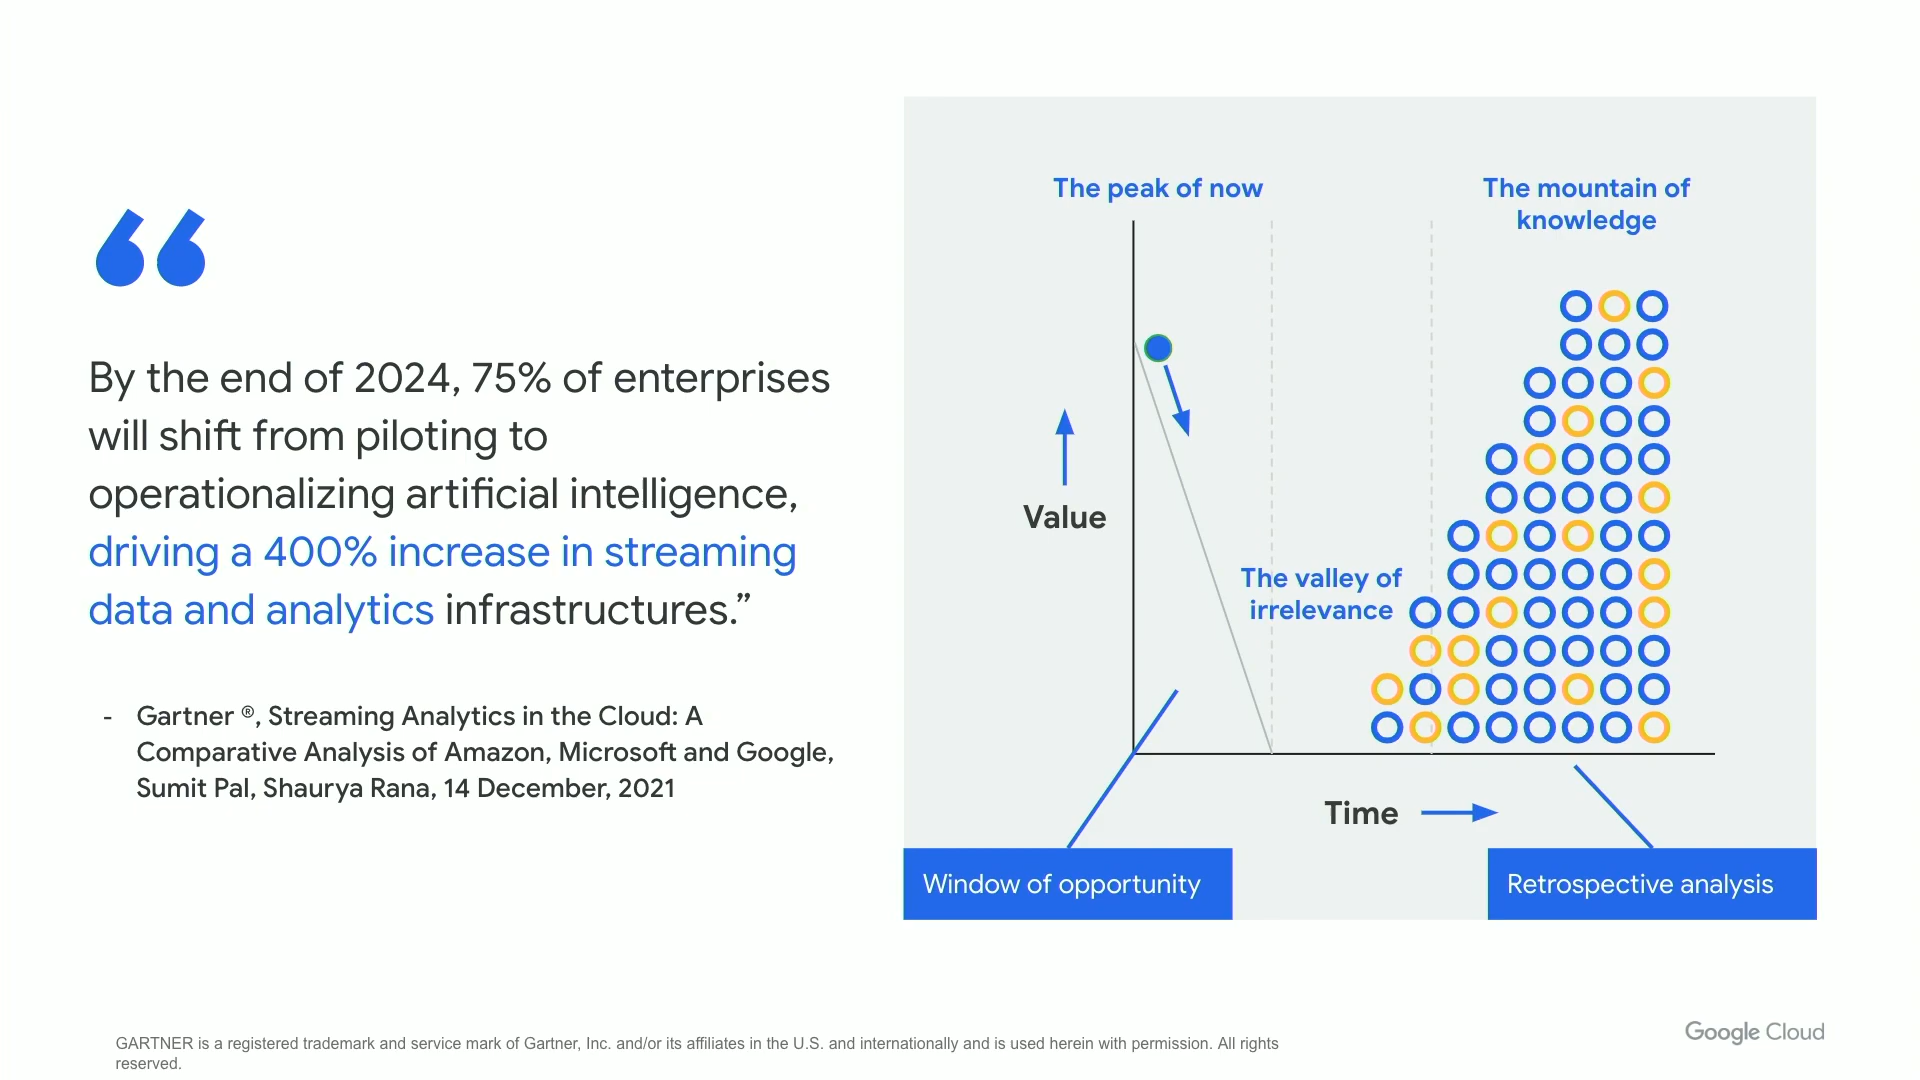 “
By the end of 2024, 75% of enterprises
will shift from piloting to
operationalizing artificial intelligence,
driving a 400% increase in streaming
data and analytics infrastructures.”
- Gartner ®, Streaming Analytics in the Cloud: A
Comparative Analysis of Amazon, Microsoft and Google,
Sumit Pal, Shaurya Rana, 14 December, 2021
The peak of now
The mountain of
knowledge
Value
The valley of
irrelevance
Time
Window of opportunity
Retrospective analysis
GARTNER is a registered trademark and service mark of Gartner, Inc. and/or its affiliates in the U.S. and internationally and is used herein with permission. All rights
reserved.
Google Cloud